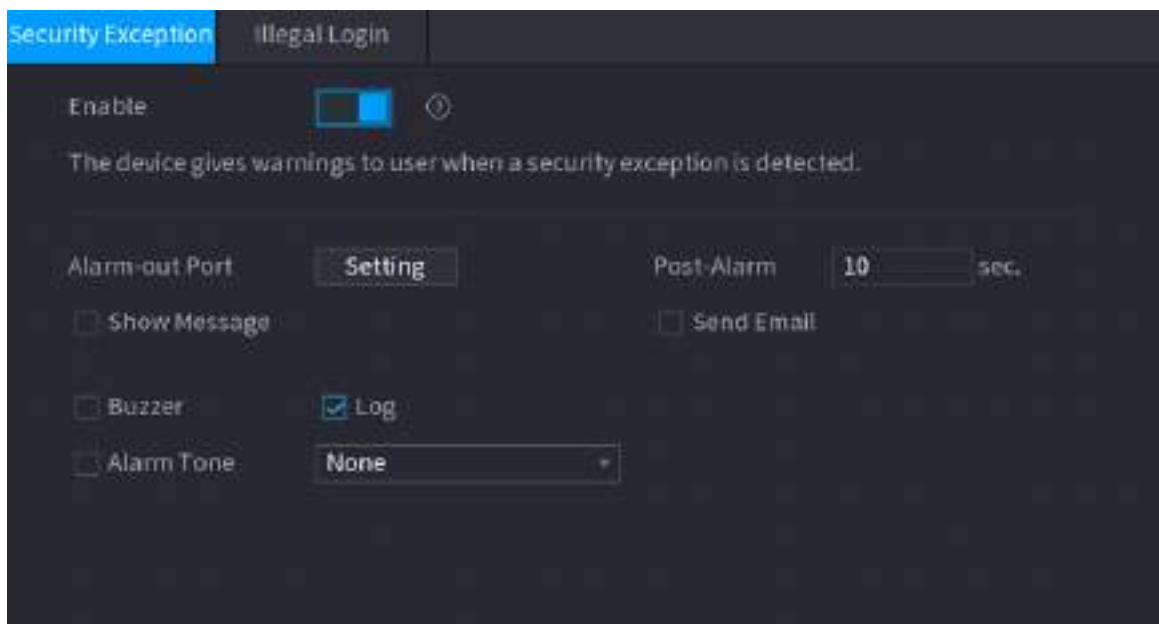 Security Exception Illegal Login
Enable
The device gives warnings to user when a security exception is detected.
Alarm-out Port Setting Post-Alarm 10 sec.
Show Message Send Email
Buzzer Log
Alarm Tone None